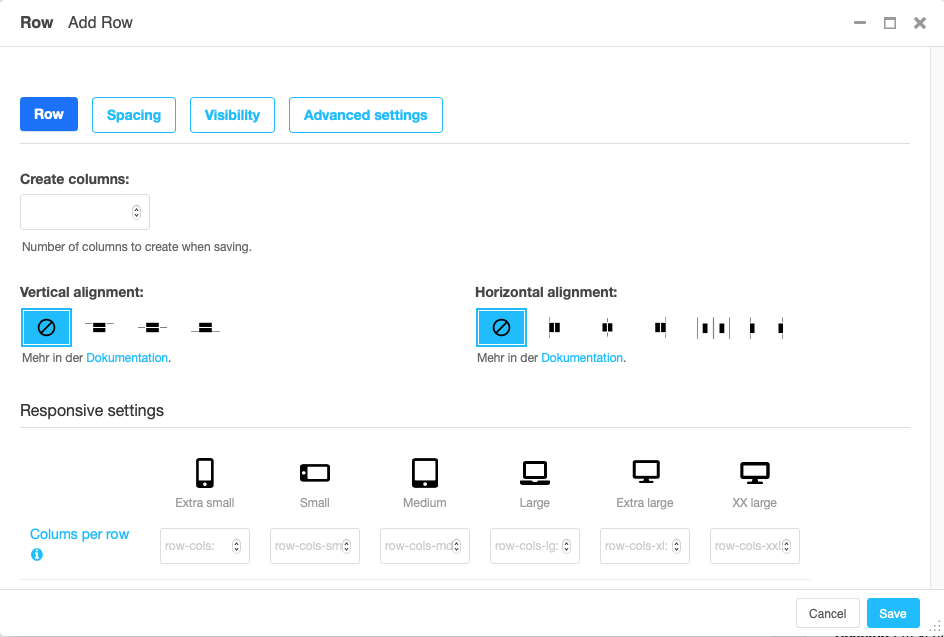 Row Add Row
Row Spacing Visibility Advanced settings
Create columns:
Number of columns to create when saving.
Vertical alignment: Horizontal alignment:
Mehr in der Dokumentation. Mehr in der Dokumentation.
Responsive settings
Extra small Small Medium Large Extra large XX large
Colums per row row-cols: row-cols-sm row-cols-md row-cols-lg: row-cols-xl: row-cols-xxl
Cancel Save